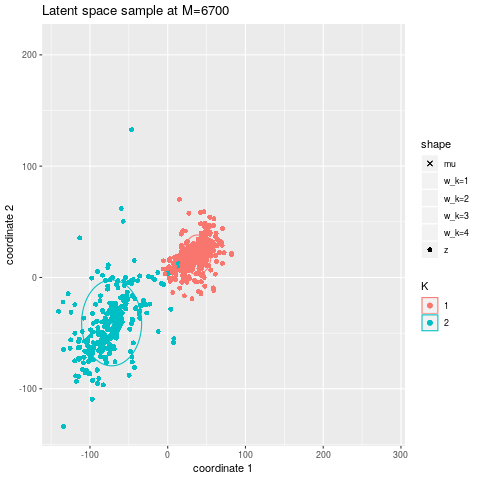 Latent space sample at M=6700
200
100
0
-100
-100
0
100
200
300
coordinate 1
coordinate 2
shape
mu
w_k=1
w_k=2
w_k=3
w_k=4
z
K
1
2